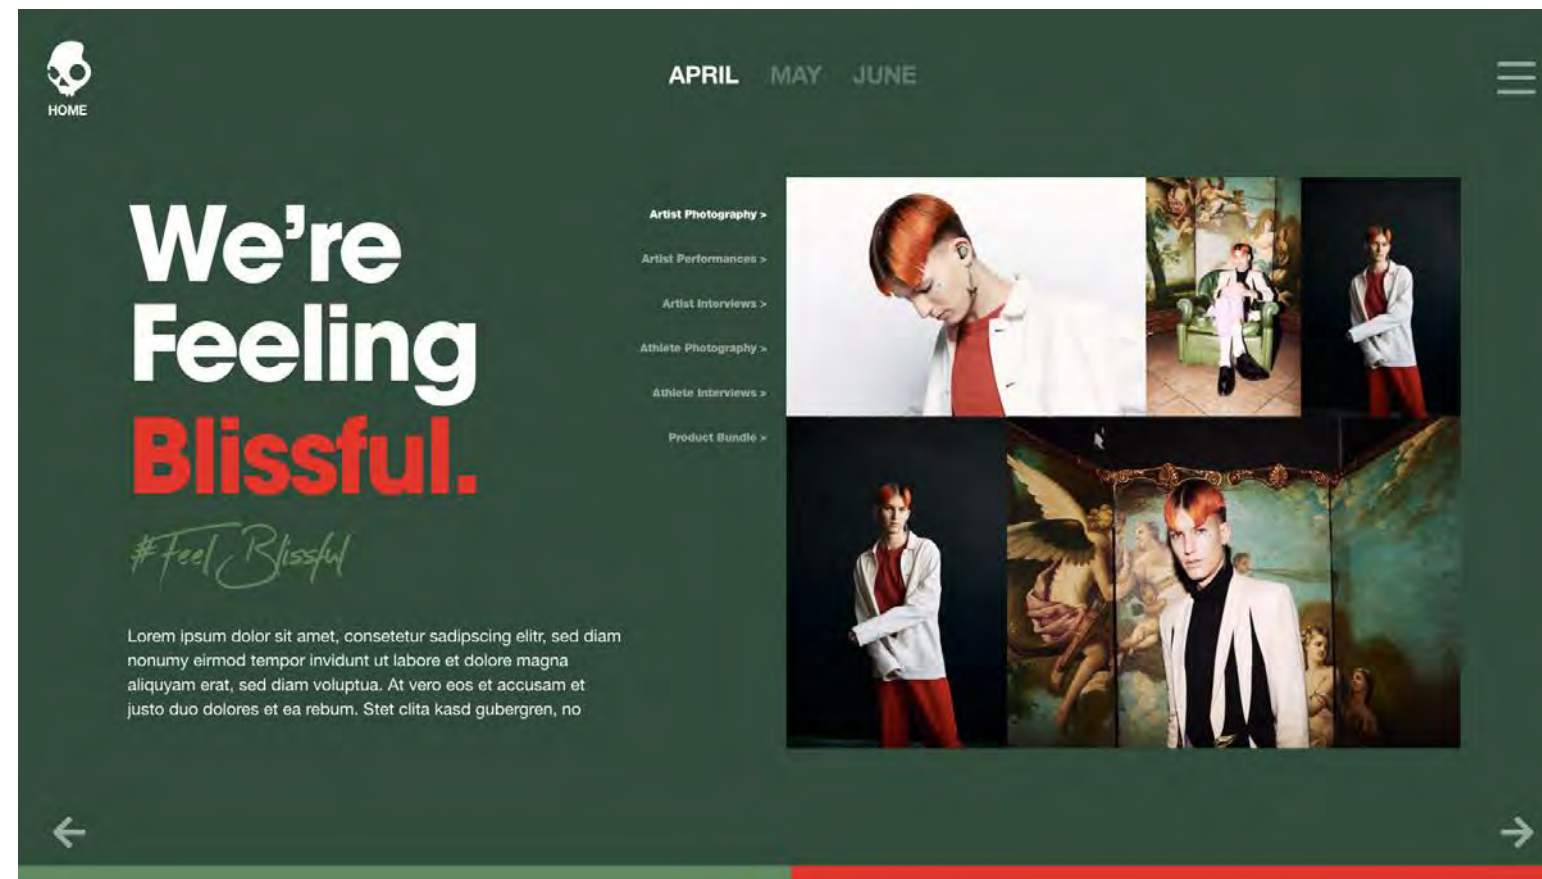 HOME
APRIL MAY JUNE
We're
Feeling
Blissful.
#Feel Blissful
Lorem ipsum dolor sit amet, consetetur sadipscing elitr, sed diam
nonumy eirmod tempor invidunt ut labore et dolore magna
aliquyam erat, sed diam voluptua. At vero eos et accusam et
justo duo dolores et ea rebum. Stet clita kasd gubergren, no
Artist Photography >
Artist Performances >
Artist Interviews >
Athlete Photography >
Athlete Interviews >
Product Bundle >